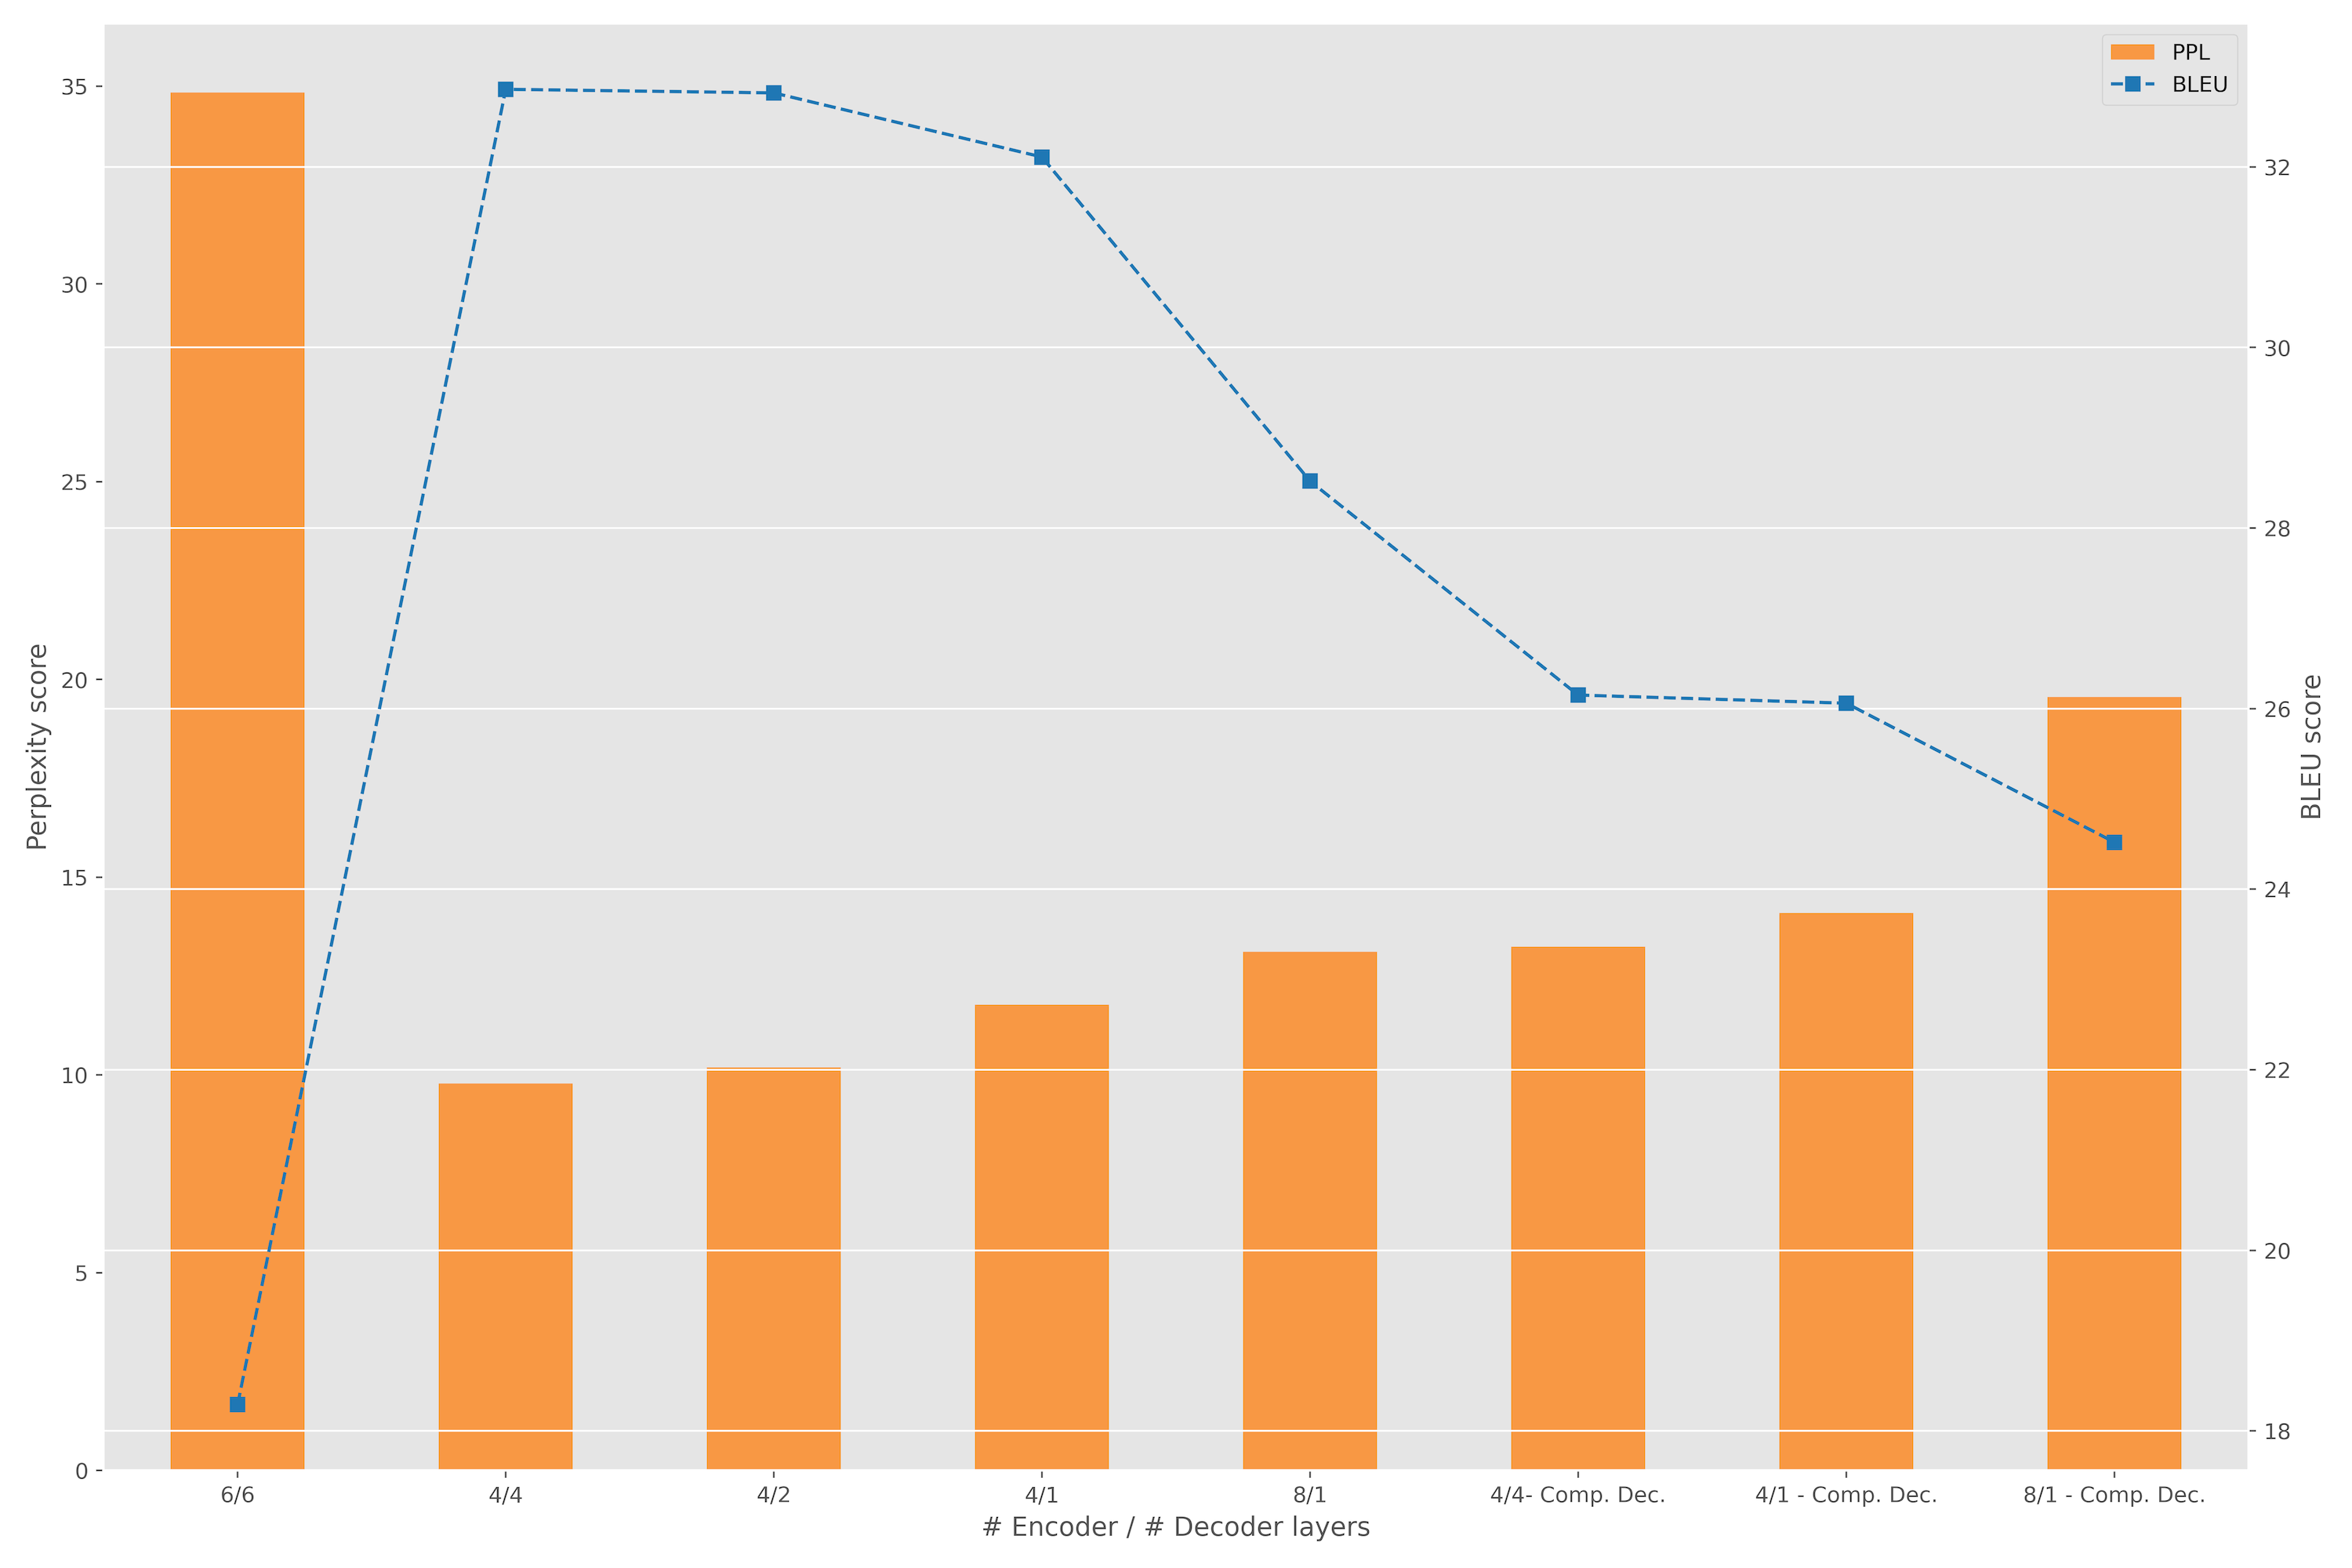 PPL
BLEU
35
30
25
20
15
10
5
0
Perplexity score
32
30
28
26
24
22
20
18
BLEU score
6/6
4/4
4/2
4/1
8/1
4/4- Comp. Dec.
4/1 - Comp. Dec.
8/1 - Comp. Dec.
# Encoder / # Decoder layers